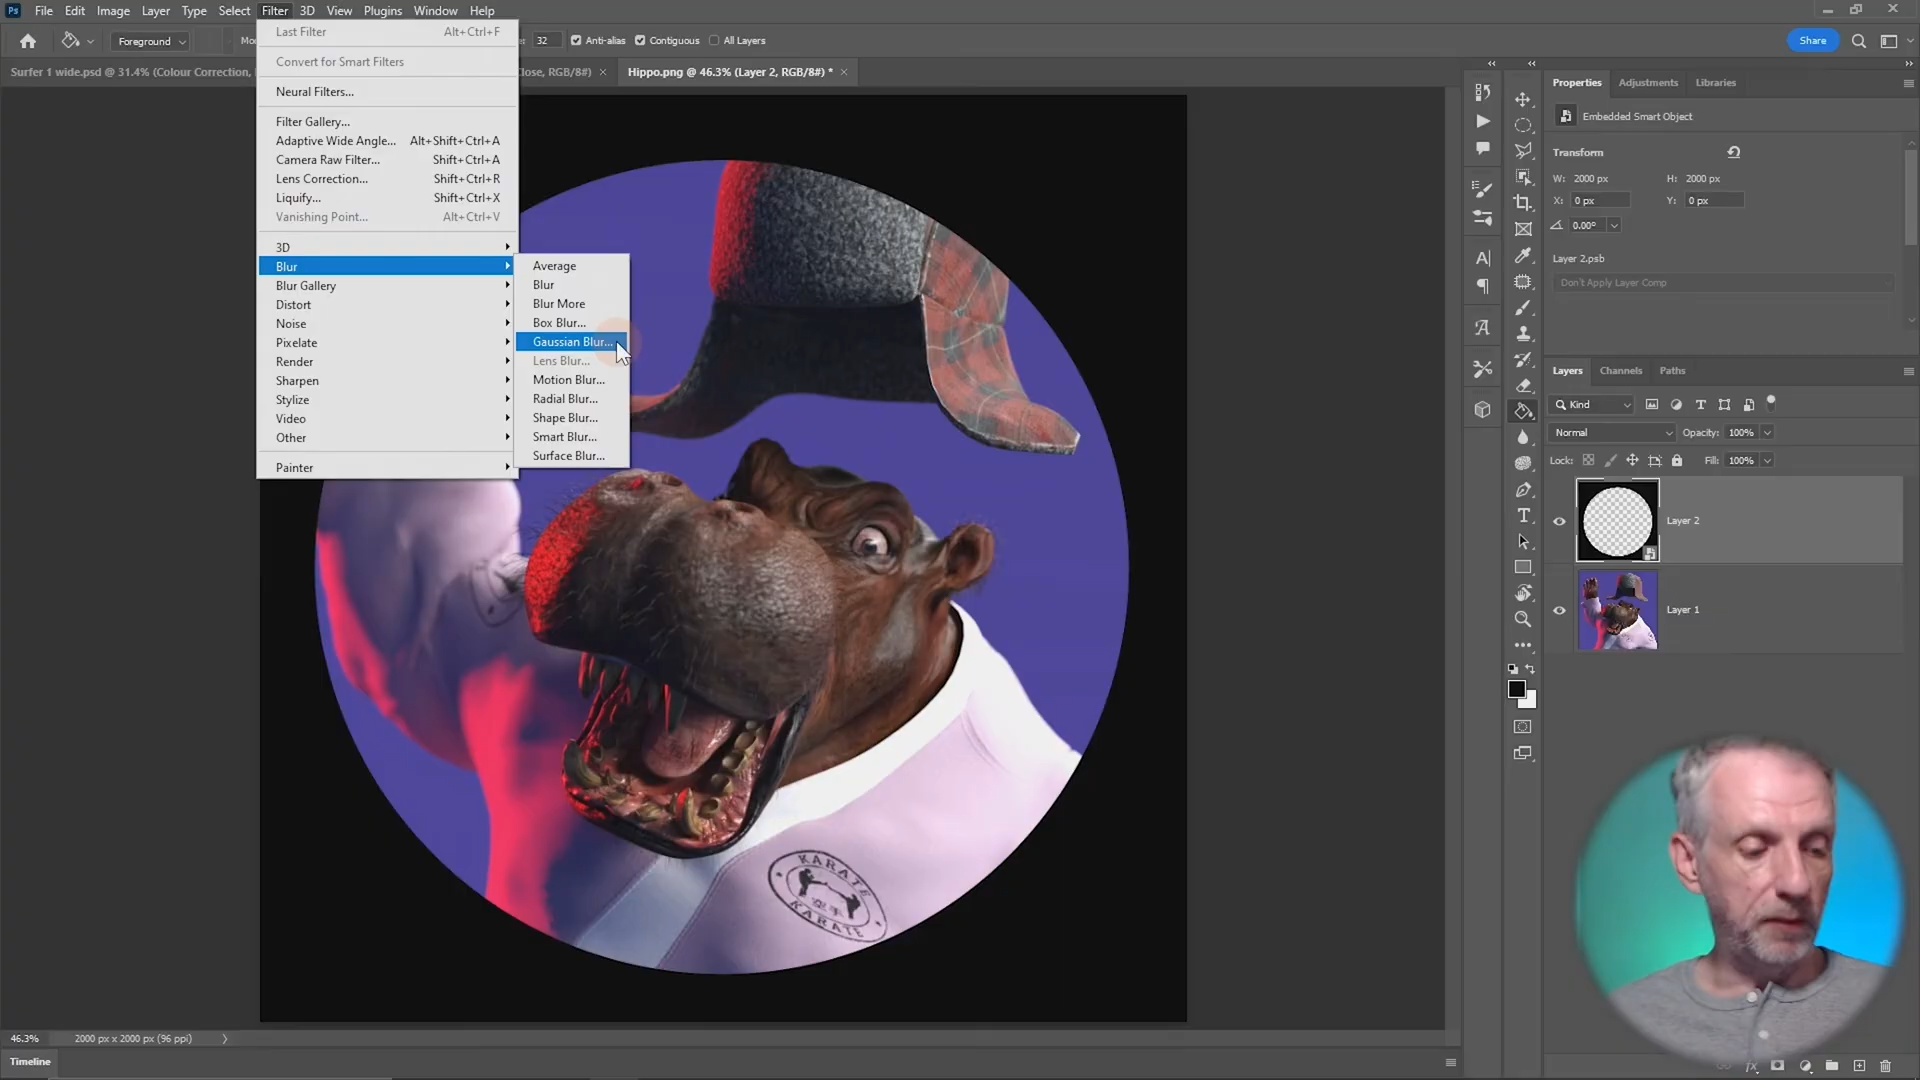 Ps File Edit Image Layer Type Select Filter 3D View Plugins Window Help
Foreground 32 Anti-alias Contiguous All Layers Share
Surfer 1 wide.psd @ 31.4% (Colour Correction, lose, RGB/8#) × Hippo.png @ 46.3% (Layer 2, RGB/8#) * ×
Last Filter Alt+Ctrl+F
Convert for Smart Filters
Neural Filters...
Filter Gallery...
Adaptive Wide Angle... Alt+Shift+Ctrl+A
Camera Raw Filter... Shift+Ctrl+A
Lens Correction... Shift+Ctrl+R
Liquify... Shift+Ctrl+X
Vanishing Point... Alt+Ctrl+V
3D
Blur
Blur Gallery
Distort
Noise
Pixelate
Render
Sharpen
Stylize
Video
Other
Painter
Average
Blur
Blur More
Box Blur...
Gaussian Blur...
Lens Blur...
Motion Blur...
Radial Blur...
Shape Blur...
Smart Blur...
Surface Blur...
KARATE
KARATE
Properties Adjustments Libraries
Embedded Smart Object
Transform
W: 2000 px H: 2000 px
X: 0 px Y: 0 px
0.00°
Layer 2.psb
Don't Apply Layer Comp
Layers Channels Paths
Kind
Normal Opacity: 100%
Lock: Fill: 100%
Layer 2
Layer 1
fx
46.3% 2000 px x 2000 px (96 ppi)
Timeline